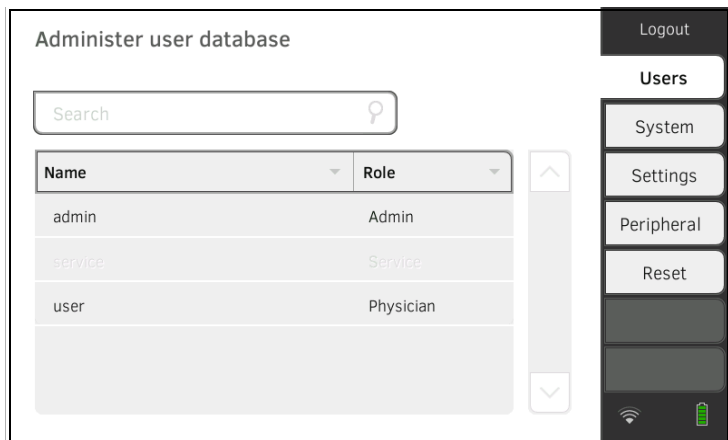 Administer user database
Search
Name Role
admin Admin
service Service
user Physician
Logout
Users
System
Settings
Peripheral
Reset